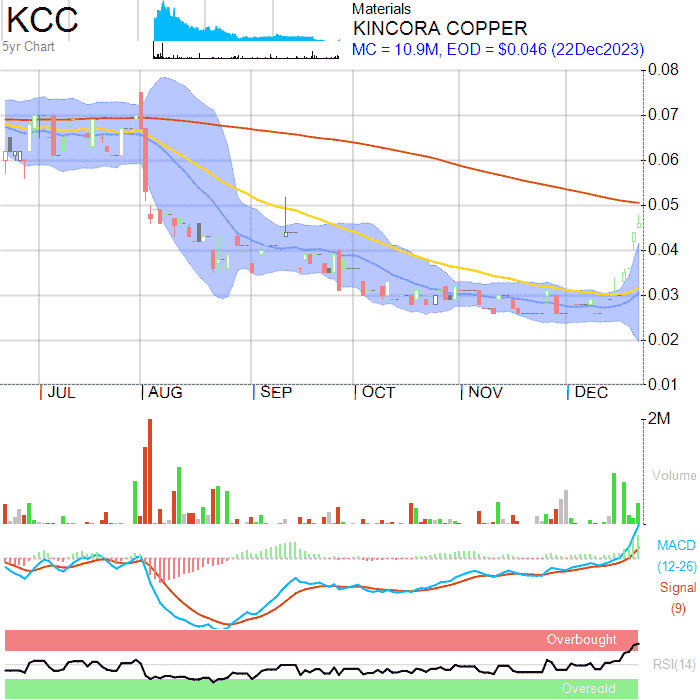 KCC
5yr Chart
Materials
KINCORA COPPER
MC = 10.9M, EOD = $0.046 (22Dec2023)
0.08
0.07
0.06
0.05
0.04
0.03
0.02
0.01
JUL AUG SEP OCT NOV DEC
2M
Volume
MACD
(12-26)
Signal
(9)
Overbought
RSI(14)
Oversold